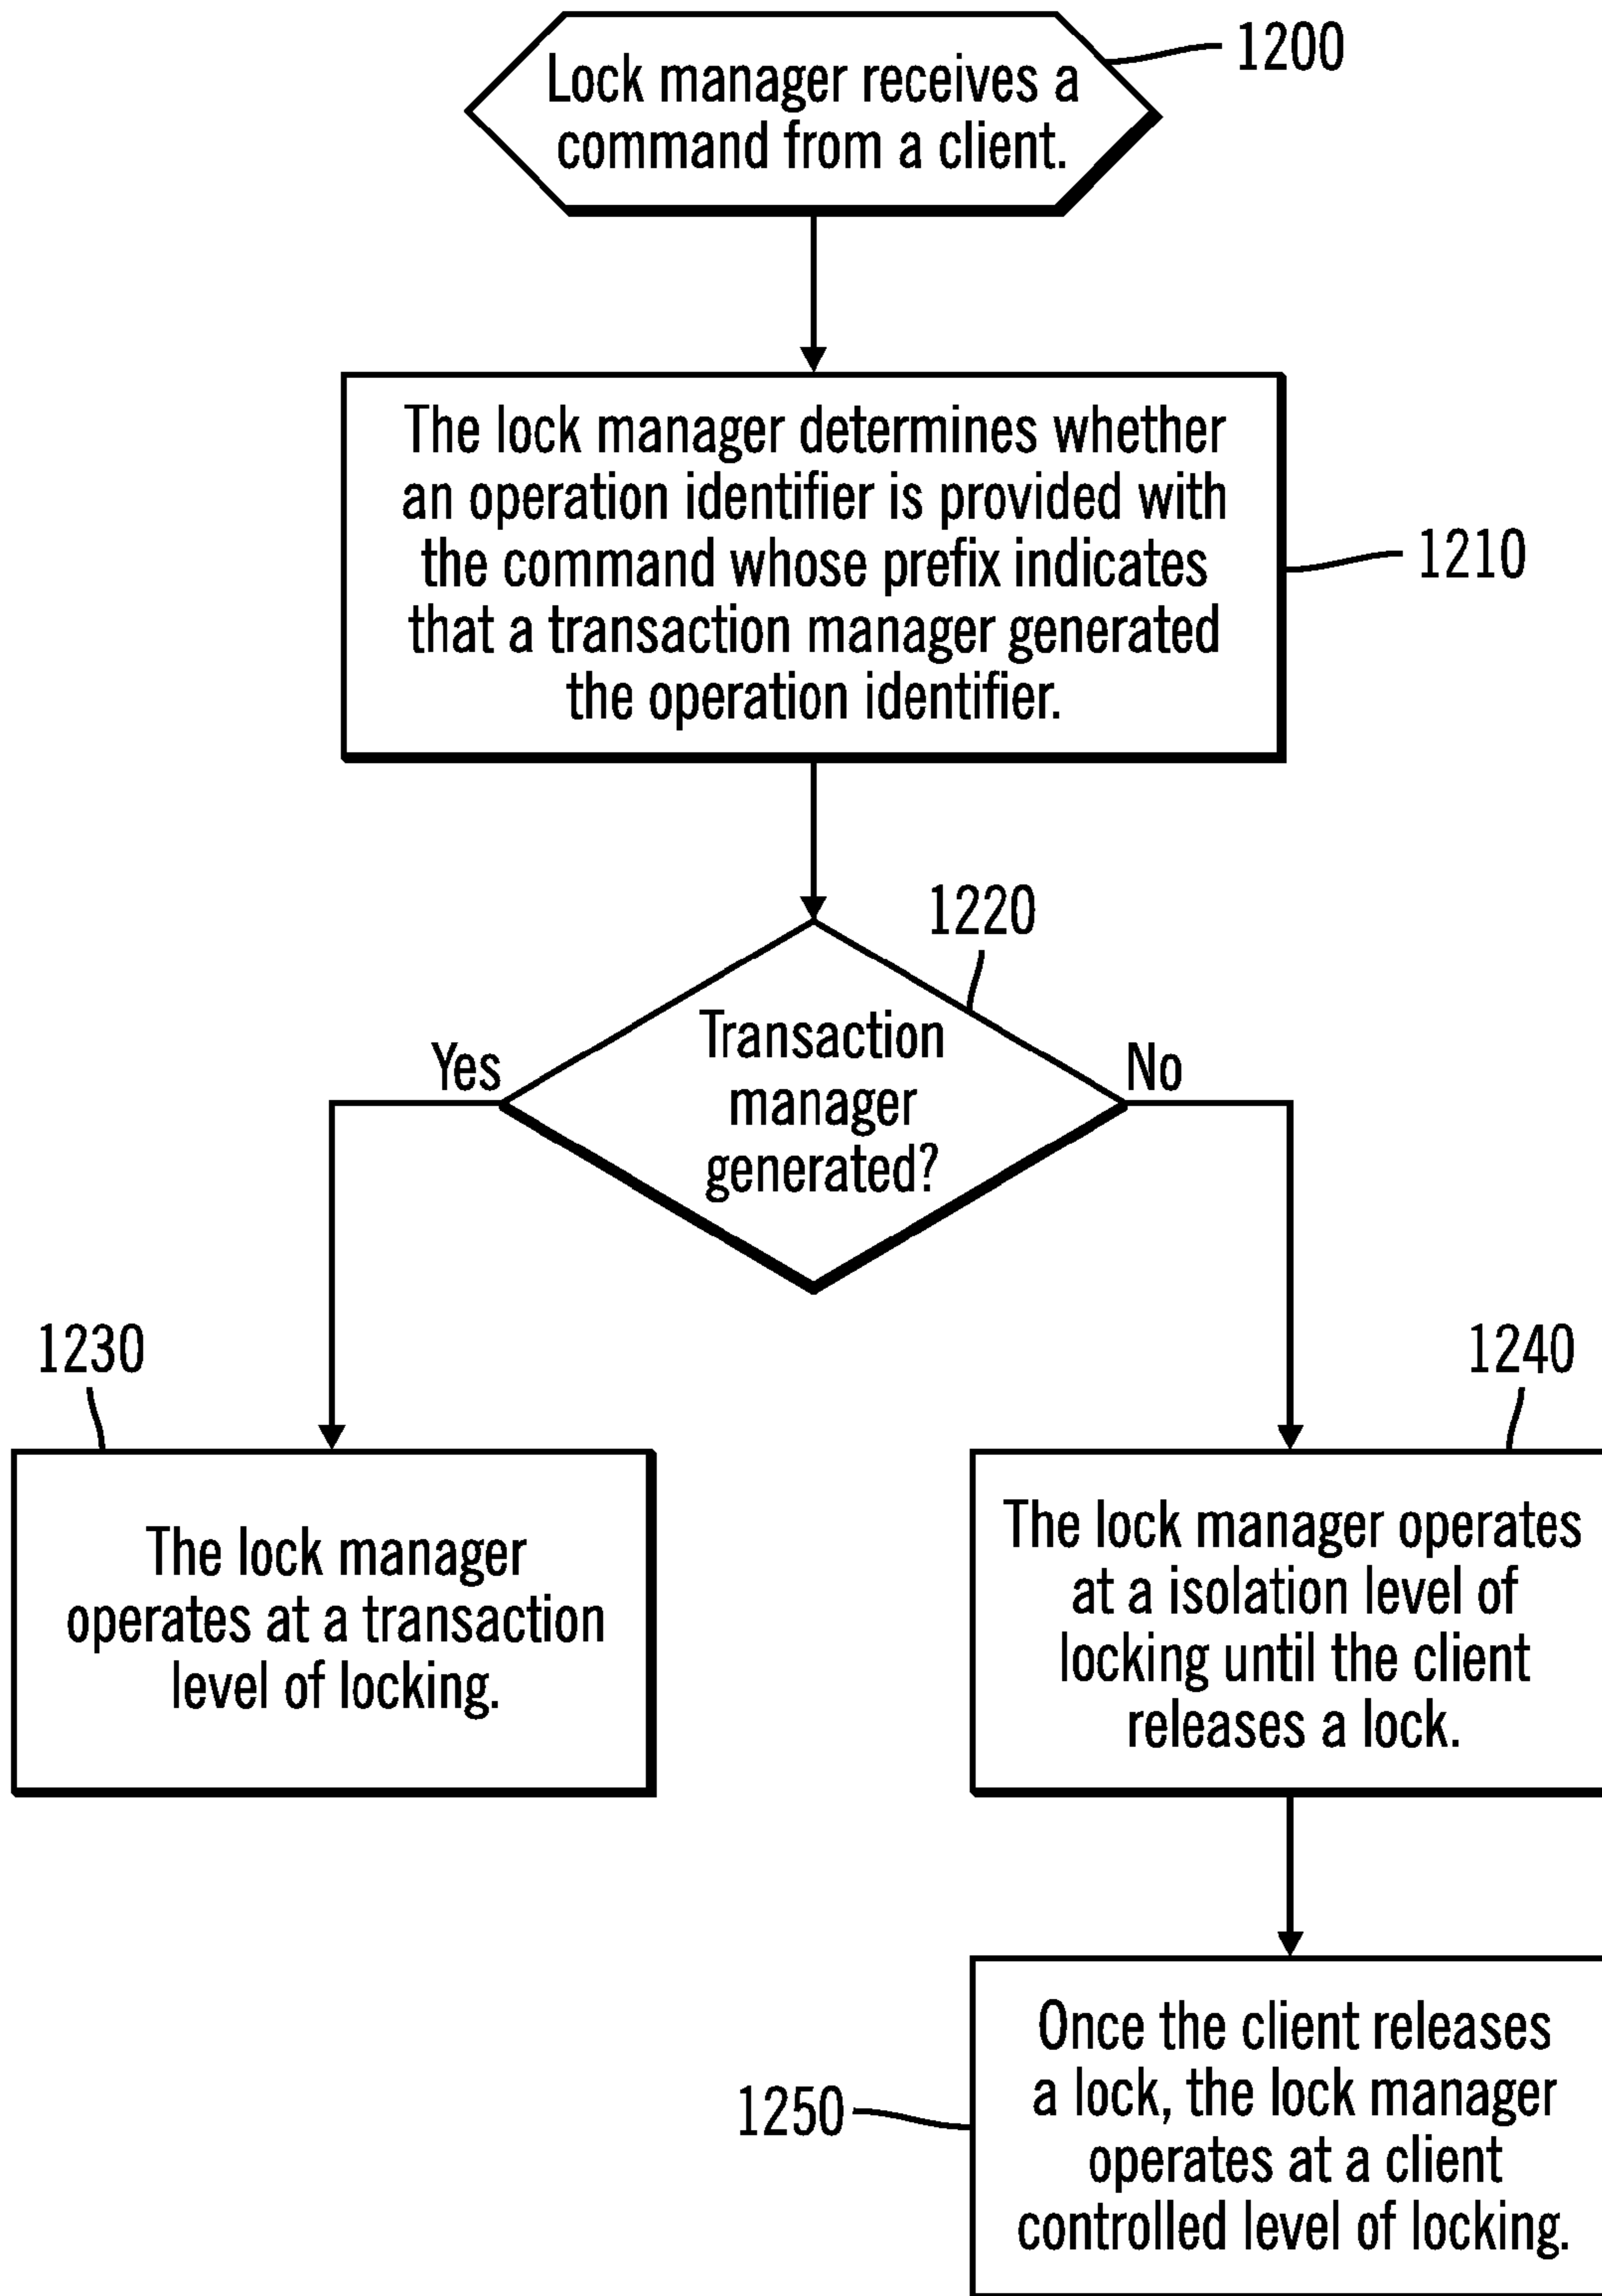 Lock manager receives a
command from a client.
1200
The lock manager determines whether
an operation identifier is provided with
the command whose prefix indicates
that a transaction manager generated
the operation identifier.
1210
1220
Transaction
manager
generated?
Yes
No
1230
1240
The lock manager
operates at a transaction
level of locking.
The lock manager operates
at a isolation level of
locking until the client
releases a lock.
Once the client releases
a lock, the lock manager
operates at a client
controlled level of locking.
1250